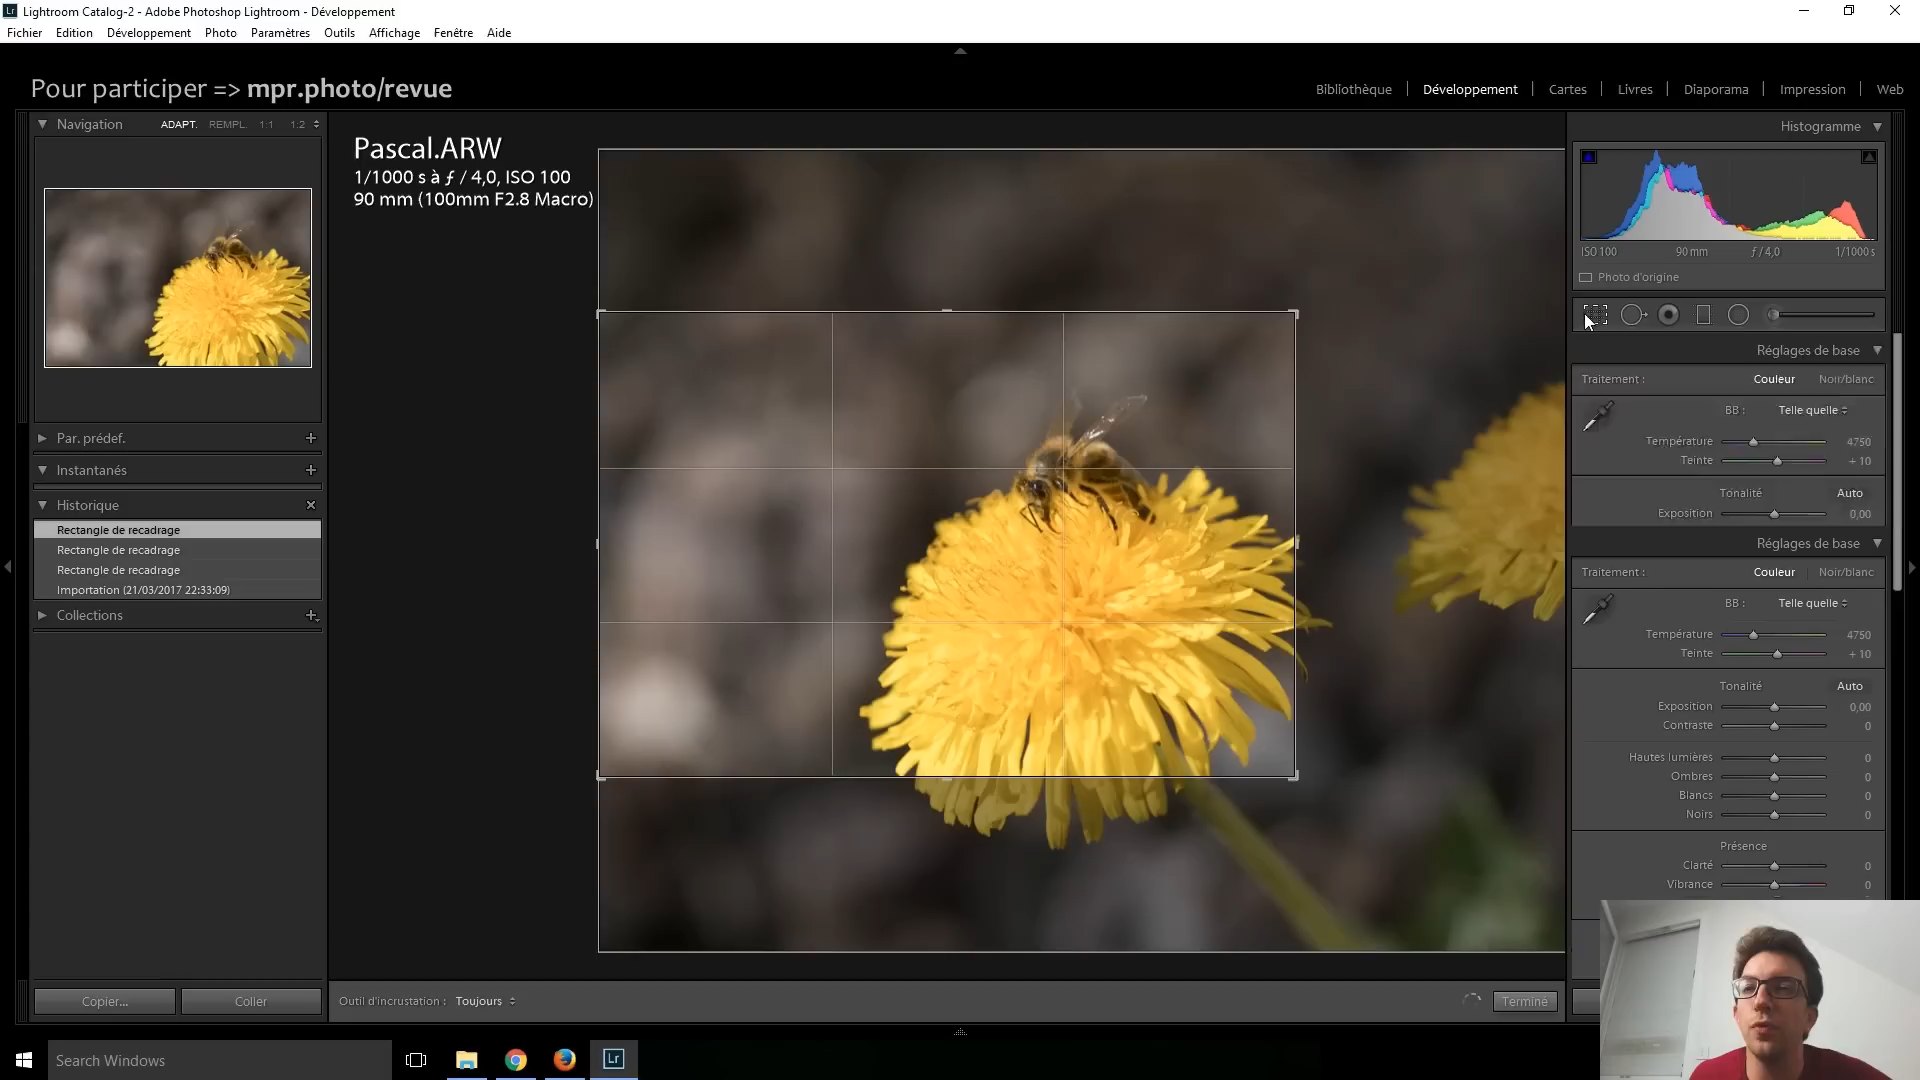 Lightroom Catalog-2 - Adobe Photoshop Lightroom - Développement
Fichier Edition Développement Photo Paramètres Outils Affichage Fenêtre Aide
Pour participer => mpr.photo/revue
Bibliothèque | Développement | Cartes | Livres | Diaporama | Impression | Web
Navigation ADAPT. REMPL. 1:1 1:2
Pascal.ARW
1/1000 s à ƒ / 4,0, ISO 100
90 mm (100mm F2.8 Macro)
Par. prédef.
Instantanés
Historique
Rectangle de recadrage
Rectangle de recadrage
Rectangle de recadrage
Importation (21/03/2017 22:33:09)
Collections
Copier... Coller
Outil d'incrustation : Toujours
Terminé
Histogramme
ISO 100 90 mm ƒ / 4,0 1/1000 s
Photo d'origine
Réglages de base
Traitement : Couleur Noir/blanc
BB : Telle quelle
Température 4750
Teinte + 10
Tonalité Auto
Exposition 0,00
Réglages de base
Traitement : Couleur Noir/blanc
BB : Telle quelle
Température 4750
Teinte + 10
Tonalité Auto
Exposition 0,00
Contraste 0
Hautes lumières 0
Ombres 0
Blancs 0
Noirs 0
Présence
Clarté 0
Vibrance 0
Search Windows
Lr